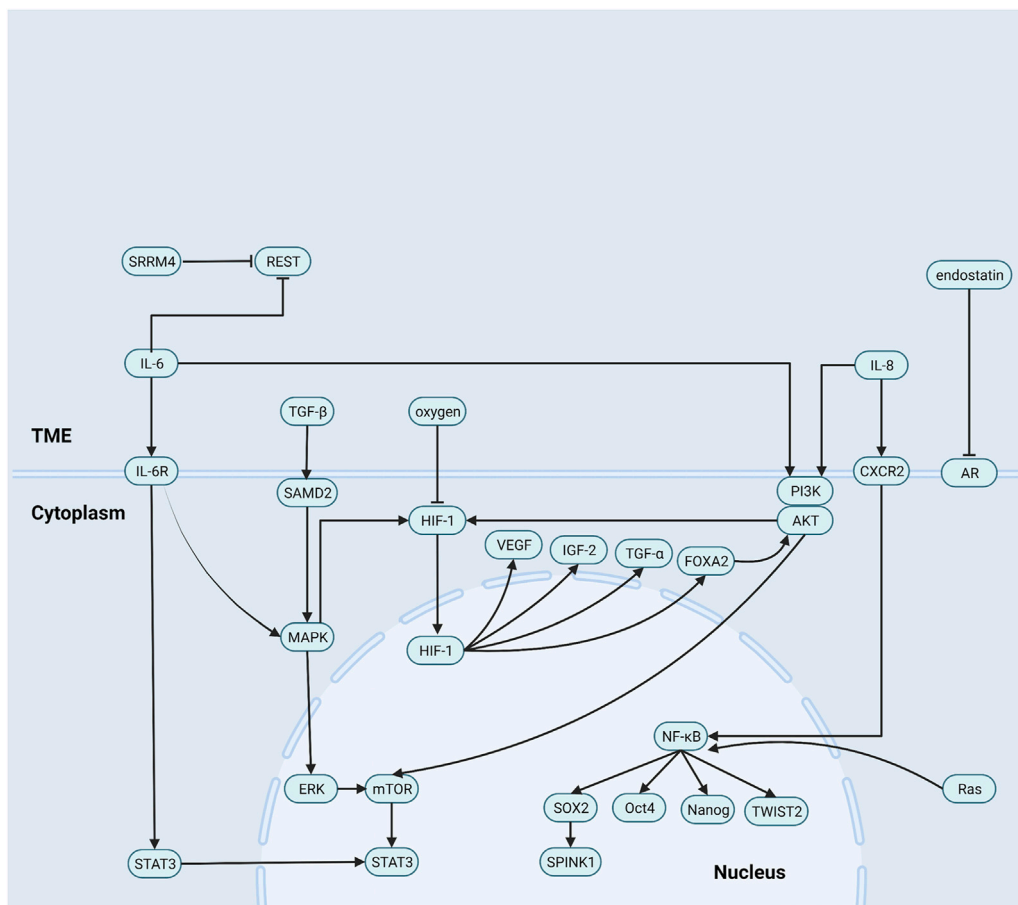 SRRM4
REST
endostatin
IL-6
IL-8
TGF-β
oxygen
TME
IL-6R
CXCR2
AR
SAMD2
PI3K
Cytoplasm
HIF-1
AKT
VEGF
IGF-2
TGF-α
FOXA2
MAPK
HIF-1
NF-κB
ERK
mTOR
Ras
SOX2
Oct4
Nanog
TWIST2
STAT3
STAT3
SPINK1
Nucleus